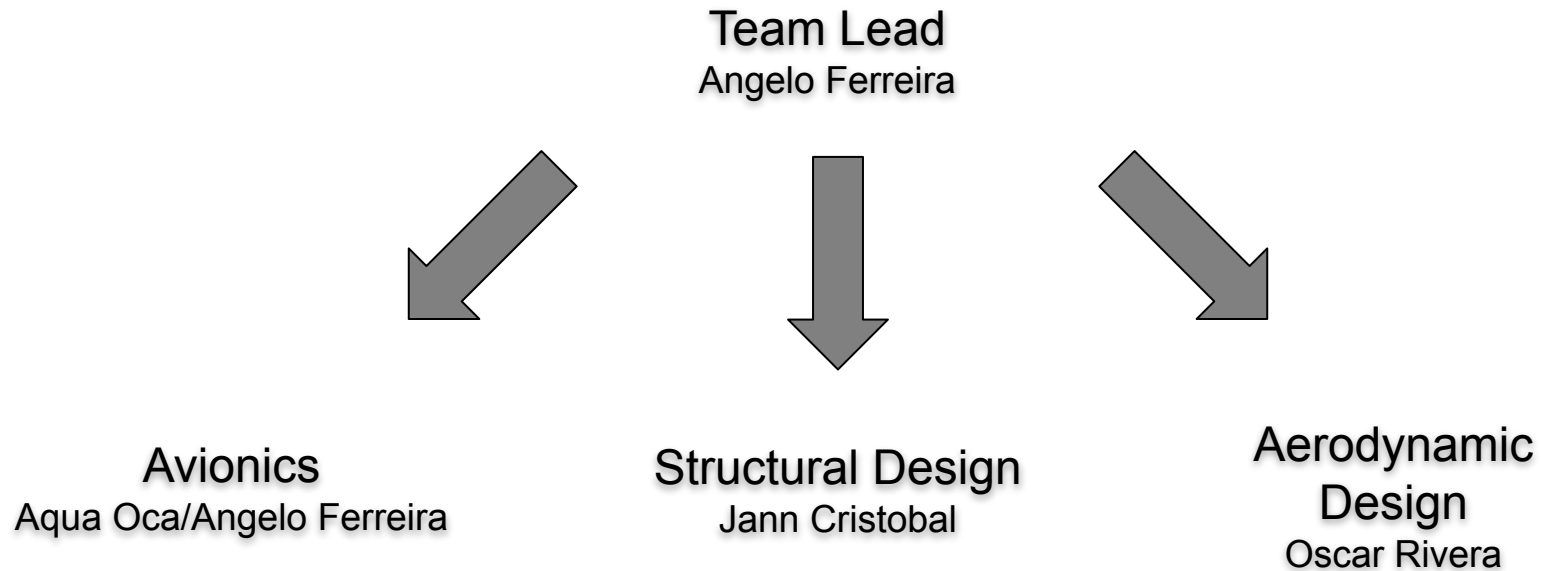 Team Lead
Angelo Ferreira
Avionics
Aqua Oca/Angelo Ferreira
Structural Design
Jann Cristobal
Aerodynamic
Design
Oscar Rivera